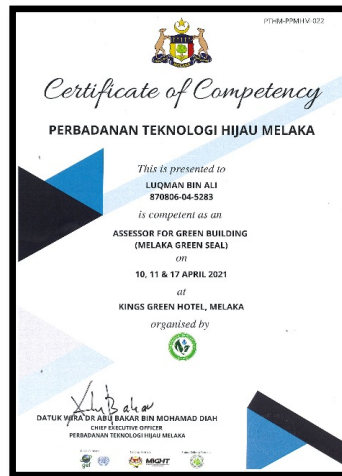 PTHM-PPMHV-022
Certificate of Competency
PERBADANAN TEKNOLOGI HIJAU MELAKA
This is presented to
LUQMAN BIN ALI
870806-04-5283
is competent as an
ASSESSOR FOR GREEN BUILDING
(MELAKA GREEN SEAL)
on
10, 11 & 17 APRIL 2021
at
KINGS GREEN HOTEL, MELAKA
organised by
DATUK WIRA DR ABU BAKAR BIN MOHAMAD DIAH
CHIEF EXECUTIVE OFFICER
PERBADANAN TEKNOLOGI HIJAU MELAKA
gef
MIGHT